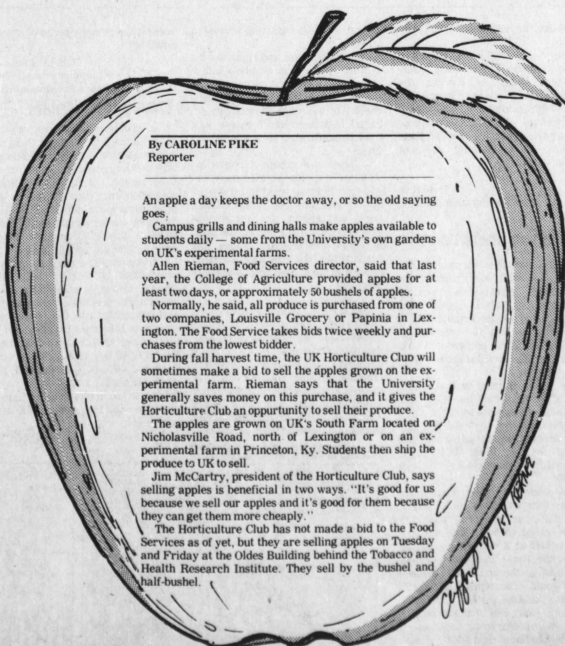 By CAROLINE PIKE
Reporter
An apple a day keeps the doctor away, or so the old saying
goes.
Campus grills and dining halls make apples available to
students daily — some from the University's own gardens
on UK's experimental farms.
Allen Rieman, Food Services director, said that last
year, the College of Agriculture provided apples for at
least two days, or approximately 50 bushels of apples.
Normally, he said, all produce is purchased from one of
two companies, Louisville Grocery or Papinia in Lex-
ington. The Food Service takes bids twice weekly and pur-
chases from the lowest bidder.
During fall harvest time, the UK Horticulture Club will
sometimes make a bid to sell the apples grown on the ex-
perimental farm. Rieman says that the University
generally saves money on this purchase, and it gives the
Horticulture Club an oppurtunity to sell their produce.
The apples are grown on UK's South Farm located on
Nicholasville Road, north of Lexington or on an ex-
perimental farm in Princeton, Ky. Students then ship the
produce to UK to sell.
Jim McCartry, president of the Horticulture Club, says
selling apples is beneficial in two ways. "It's good for us
because we sell our apples and it's good for them because
they can get them more cheaply."
The Horticulture Club has not made a bid to the Food
Services as of yet, but they are selling apples on Tuesday
and Friday at the Oldes Building behind the Tobacco and
Health Research Institute. They sell by the bushel and
half-bushel.
KY.